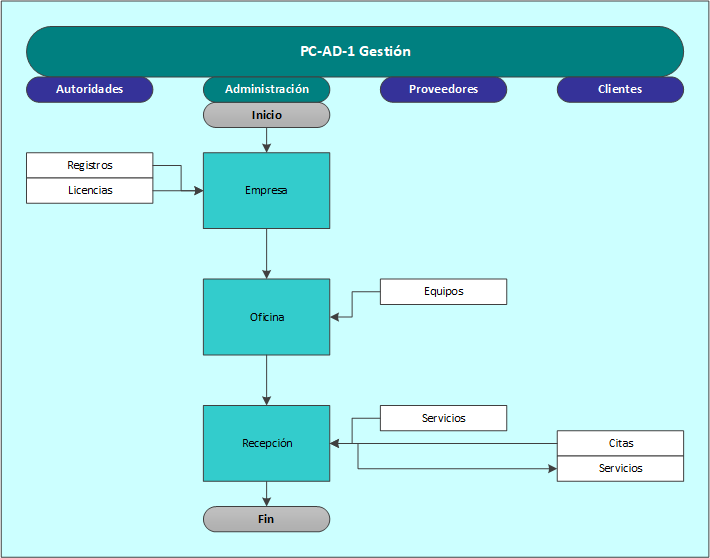 PC-AD-1 Gestión
Autoridades
Administración
Proveedores
Clientes
Inicio
Registros
Licencias
Empresa
Equipos
Oficina
Servicios
Recepción
Citas
Servicios
Fin